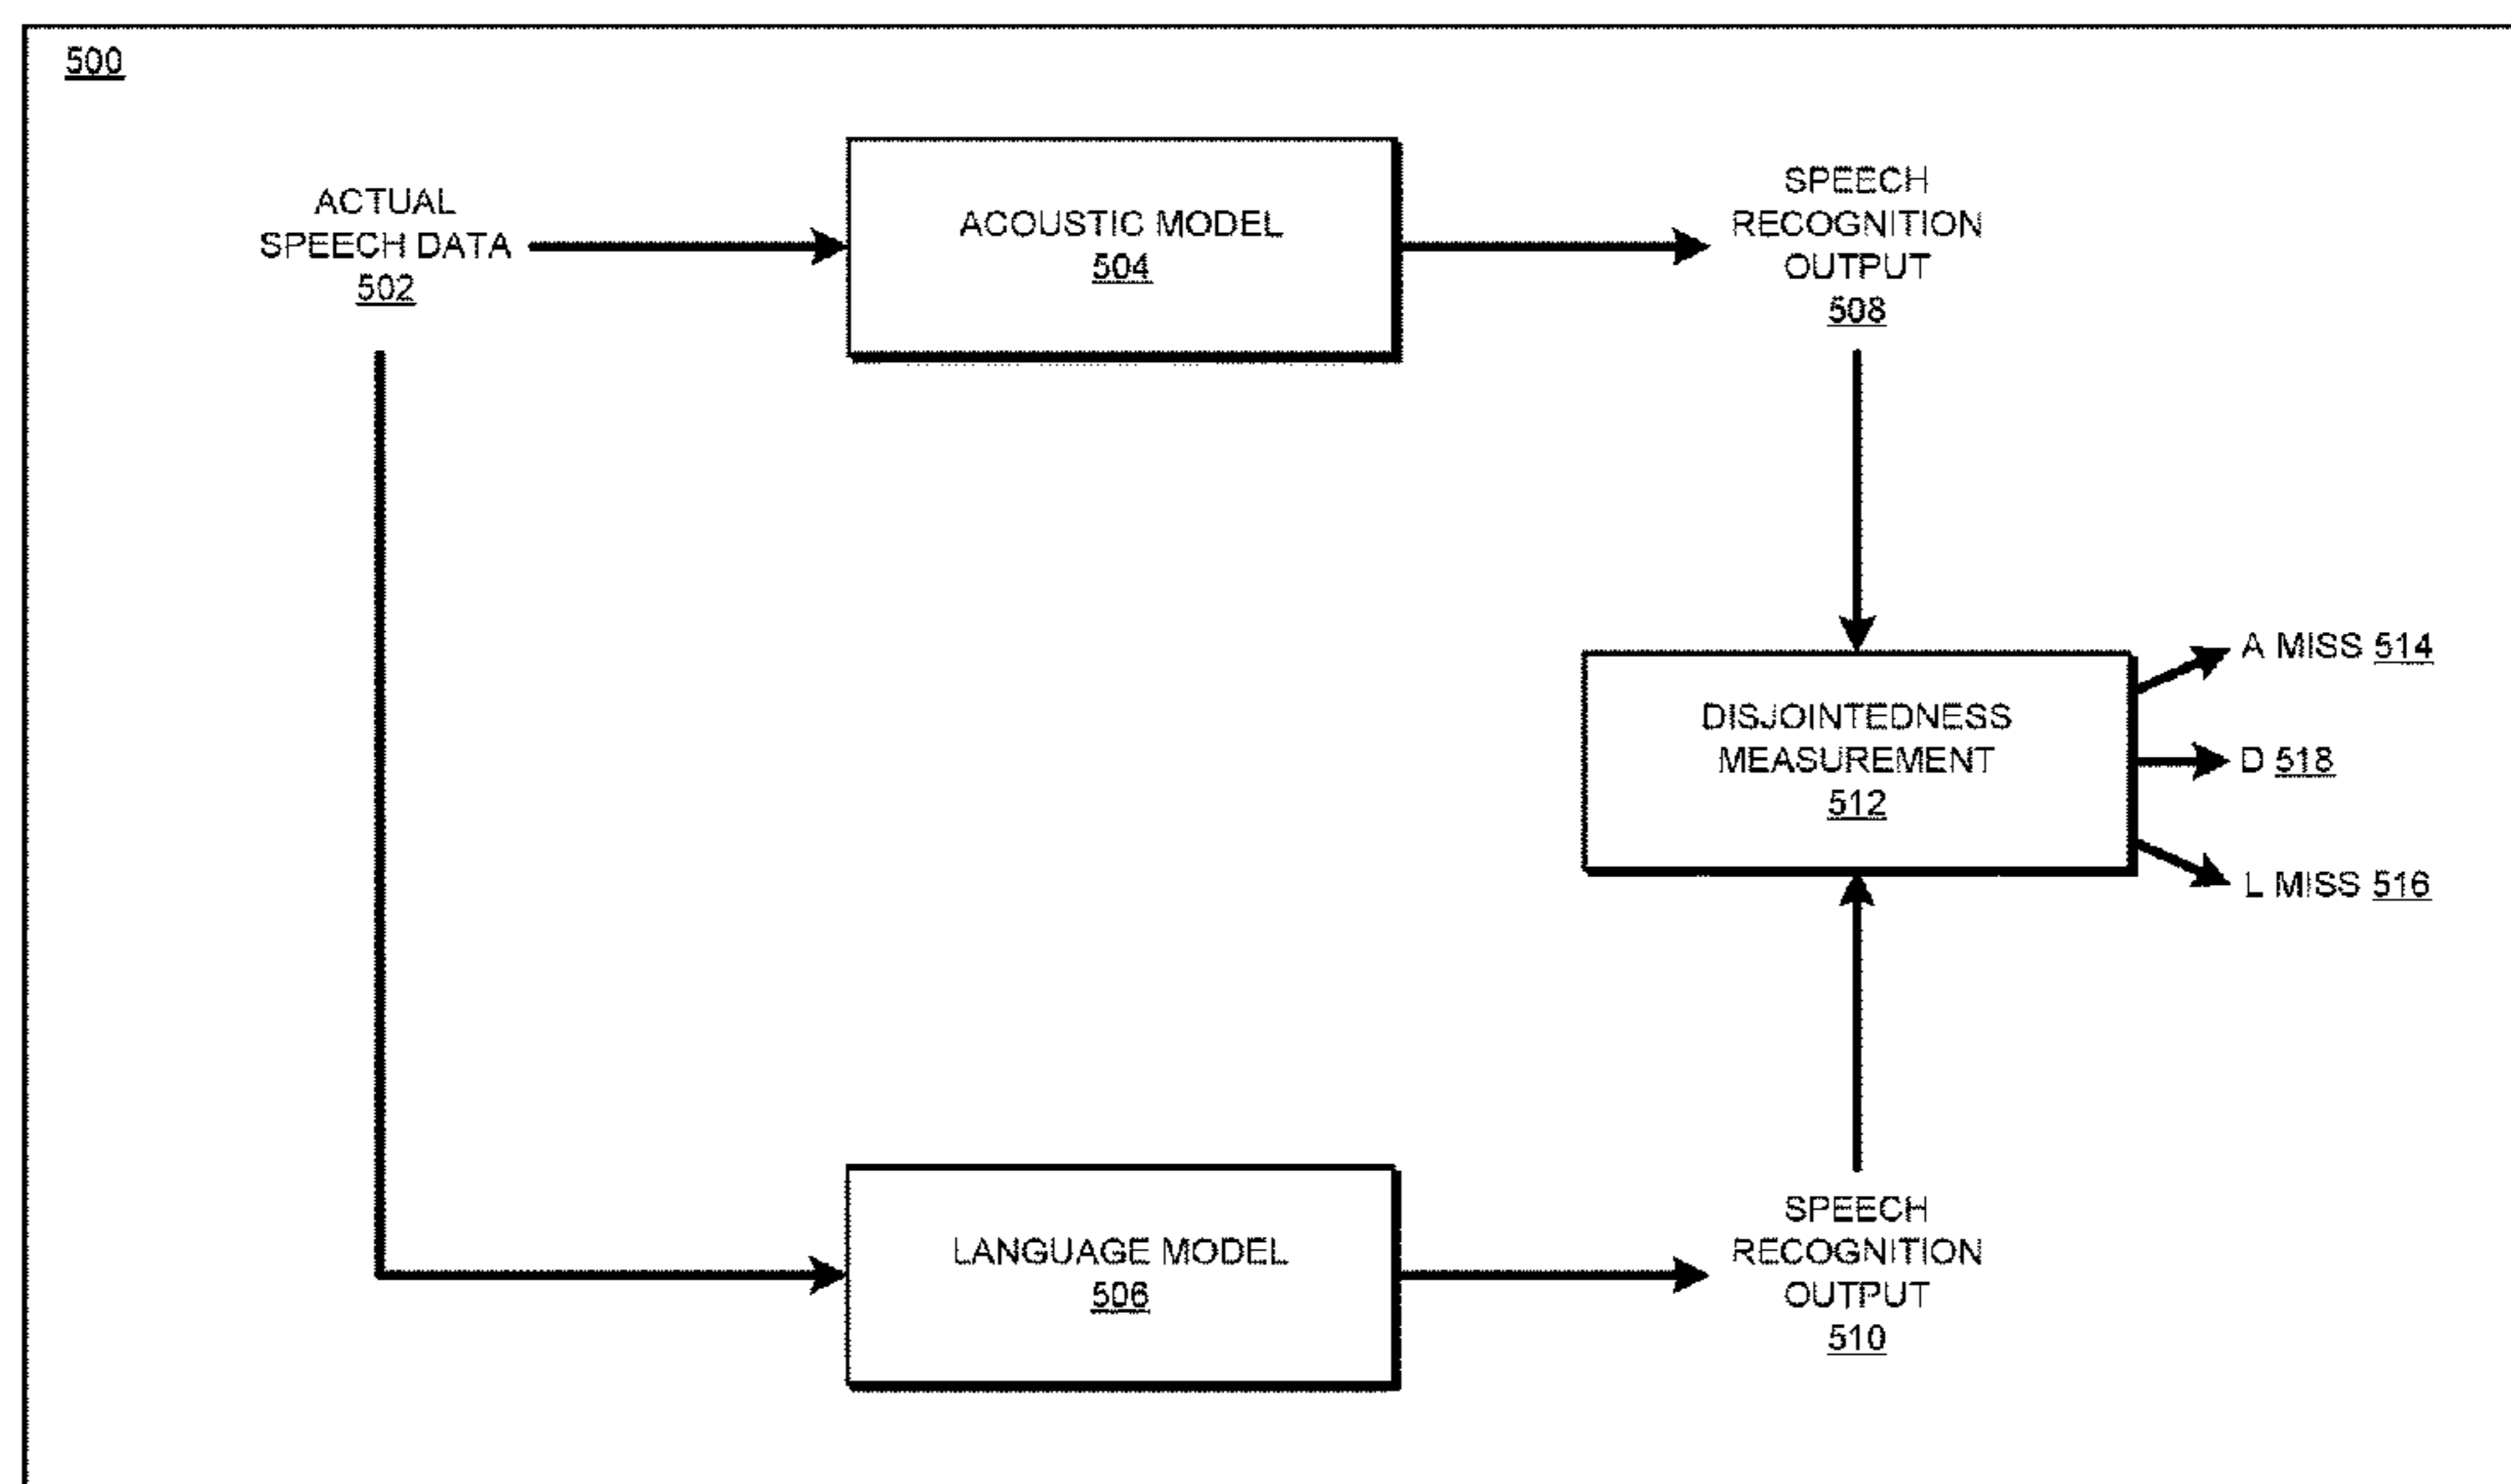 500
ACTUAL
SPEECH DATA
502
ACOUSTIC MODEL
504
SPEECH
RECOGNITION
OUTPUT
508
DISJOINTEDNESS
MEASUREMENT
512
A MISS 514
D 518
L MISS 516
LANGUAGE MODEL
506
SPEECH
RECOGNITION
OUTPUT
510